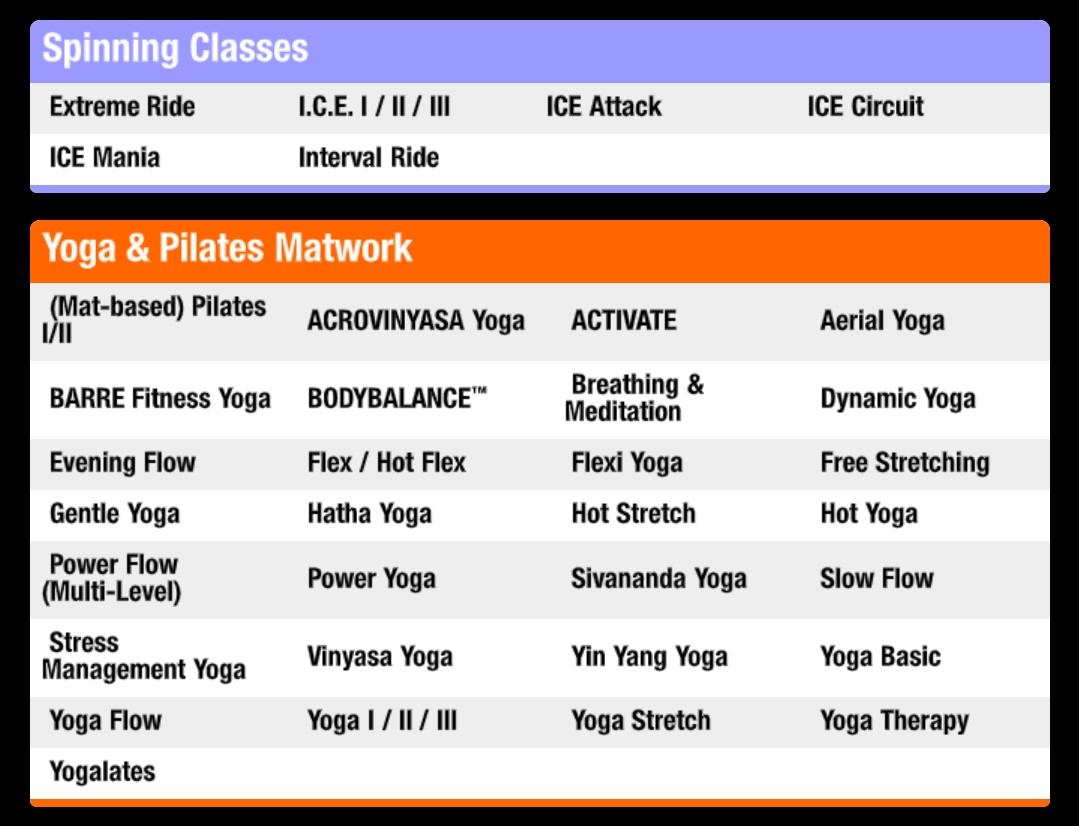 Spinning Classes
Extreme Ride I.C.E. I / II / III ICE Attack ICE Circuit
ICE Mania Interval Ride
Yoga & Pilates Matwork
(Mat-based) Pilates
I/II
ACROVINYASA Yoga ACTIVATE Aerial Yoga
BARRE Fitness Yoga BODYBALANCE™
Breathing &
Meditation
Dynamic Yoga
Evening Flow Flex / Hot Flex Flexi Yoga Free Stretching
Gentle Yoga Hatha Yoga Hot Stretch Hot Yoga
Power Flow
(Multi-Level)
Power Yoga Sivananda Yoga Slow Flow
Stress
Management Yoga
Vinyasa Yoga Yin Yang Yoga Yoga Basic
Yoga Flow Yoga I / II / III Yoga Stretch Yoga Therapy
Yogalates